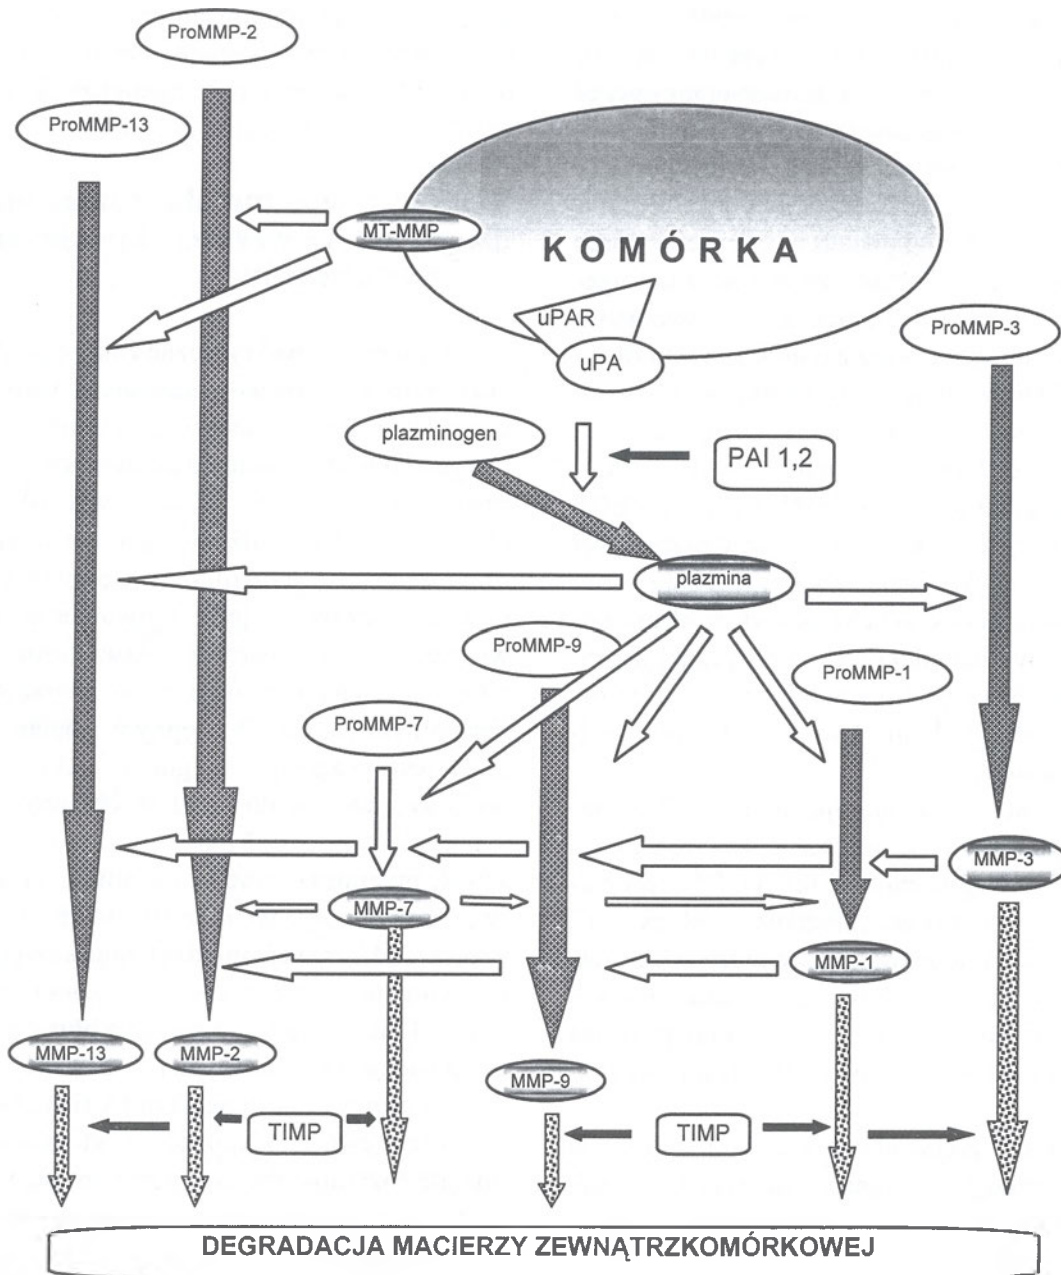 ProMMP-2
ProMMP-13
MT-MMP
KOMÓRKA
uPAR
uPA
ProMMP-3
plazminogen
PAI 1,2
plazmina
ProMMP-9
ProMMP-1
ProMMP-7
MMP-3
MMP-7
MMP-1
MMP-13
MMP-2
MMP-9
TIMP
TIMP
DEGRADACJA MACIERZY ZEWNĄTRZKOMÓRKOWEJ